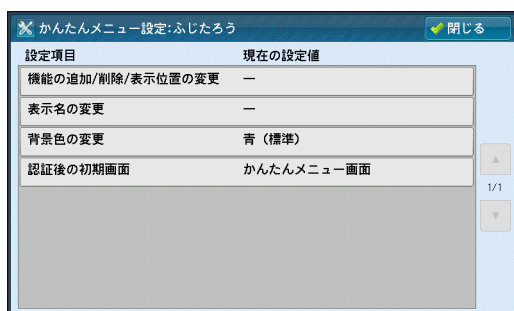 かんたんメニュー設定:ふじたろう 閉じる
設定項目 現在の設定値
機能の追加/削除/表示位置の変更 ー
表示名の変更 ー
背景色の変更 青（標準）
認証後の初期画面 かんたんメニュー画面
1/1